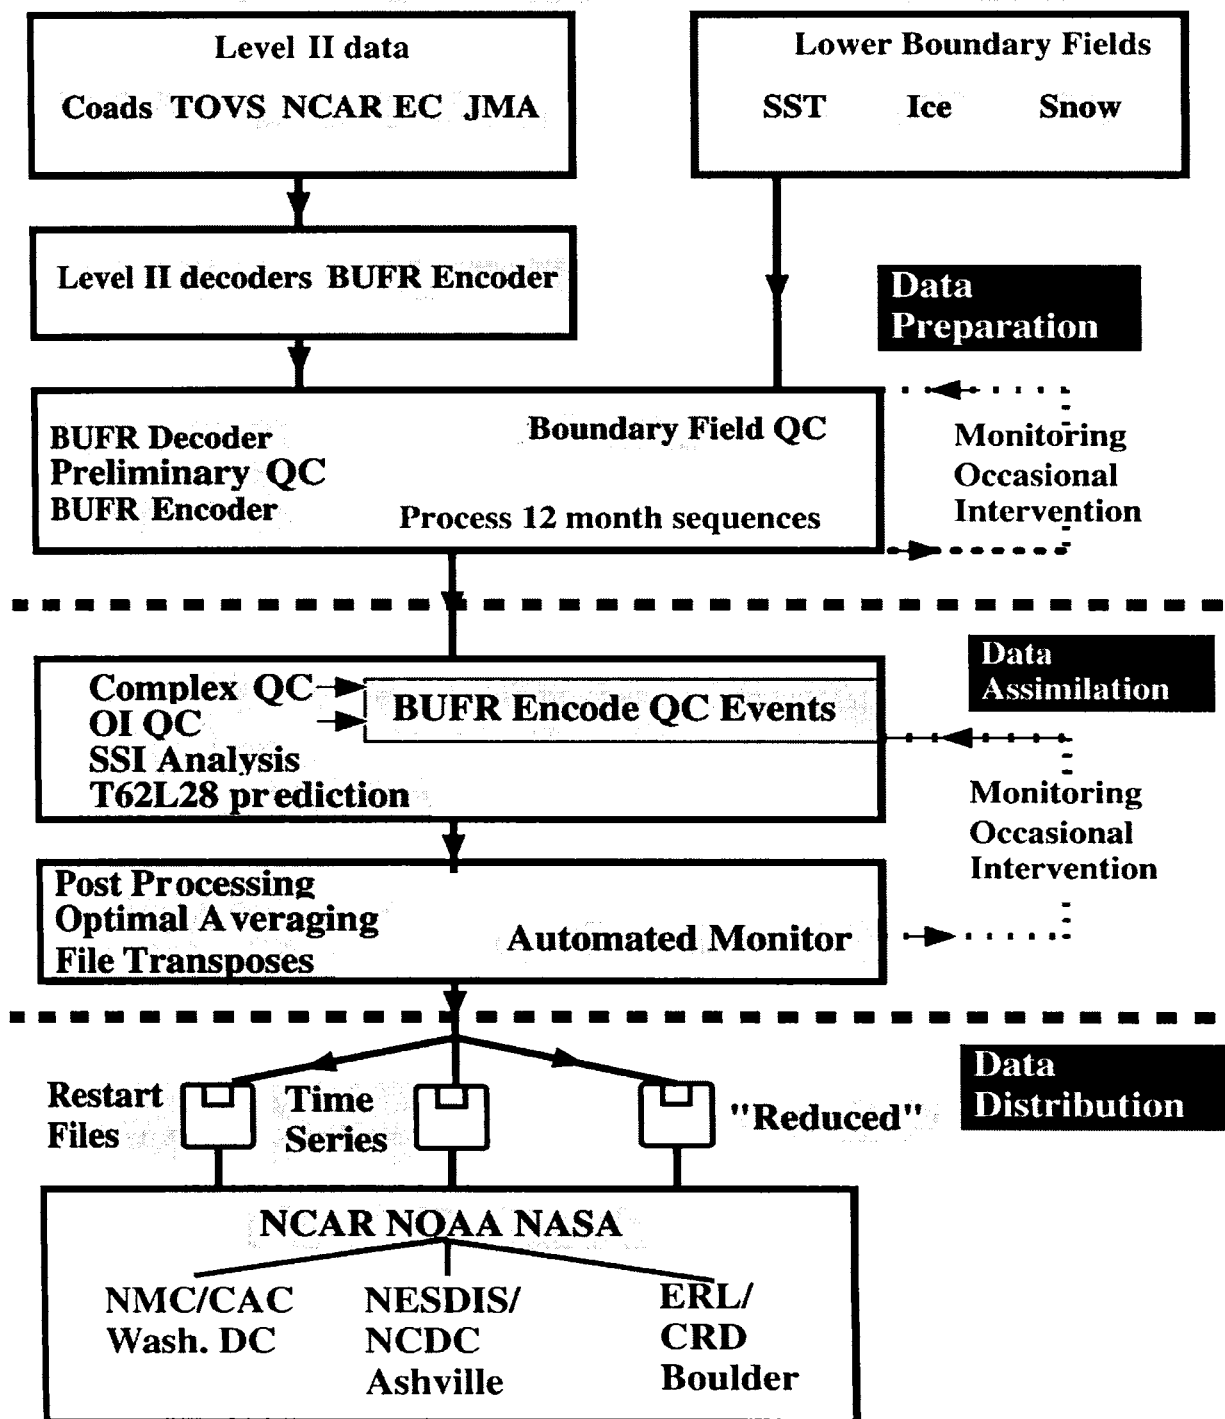 Level II data
Coads TOVS NCAR EC JMA
Lower Boundary Fields
SST Ice Snow
Level II decoders BUFR Encoder
Data
Preparation
BUFR Decoder
Preliminary QC
BUFR Encoder
Boundary Field QC
Process 12 month sequences
Monitoring
Occasional
Intervention
Data
Assimilation
Complex QC
OI QC
SSI Analysis
T62L28 prediction
BUFR Encode QC Events
Monitoring
Occasional
Intervention
Post Processing
Optimal Averaging
File Transposes
Automated Monitor
Data
Distribution
Restart
Files
Time
Series
"Reduced"
NCAR NOAA NASA
NMC/CAC
Wash. DC
NESDIS/
NCDC
Ashville
ERL/
CRD
Boulder